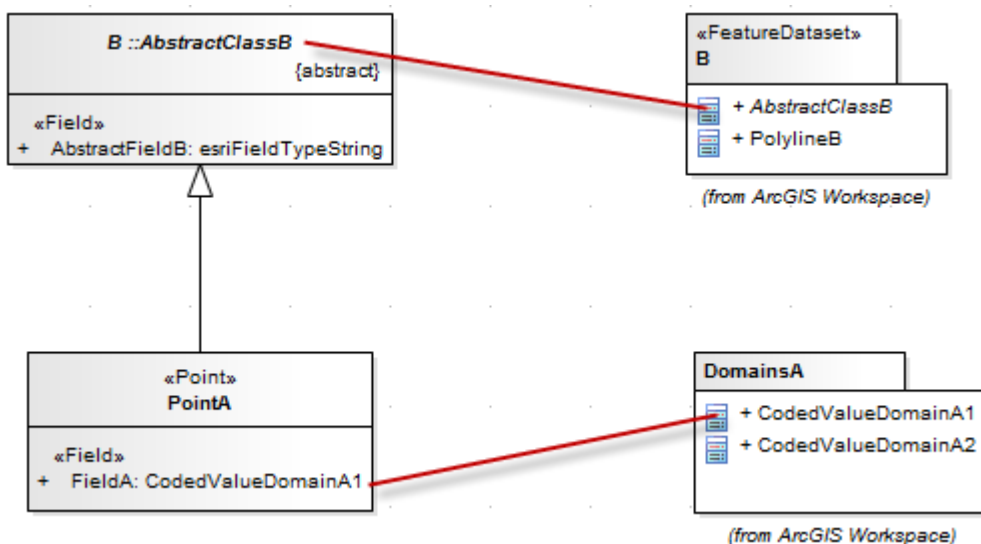 B ::AbstractClassB
{abstract}
«Field»
+ AbstractFieldB: esriFieldTypeString
«FeatureDataset»
B
+ AbstractClassB
+ PolylineB
(from ArcGIS Workspace)
«Point»
PointA
«Field»
+ FieldA: CodedValueDomainA1
DomainsA
+ CodedValueDomainA1
+ CodedValueDomainA2
(from ArcGIS Workspace)